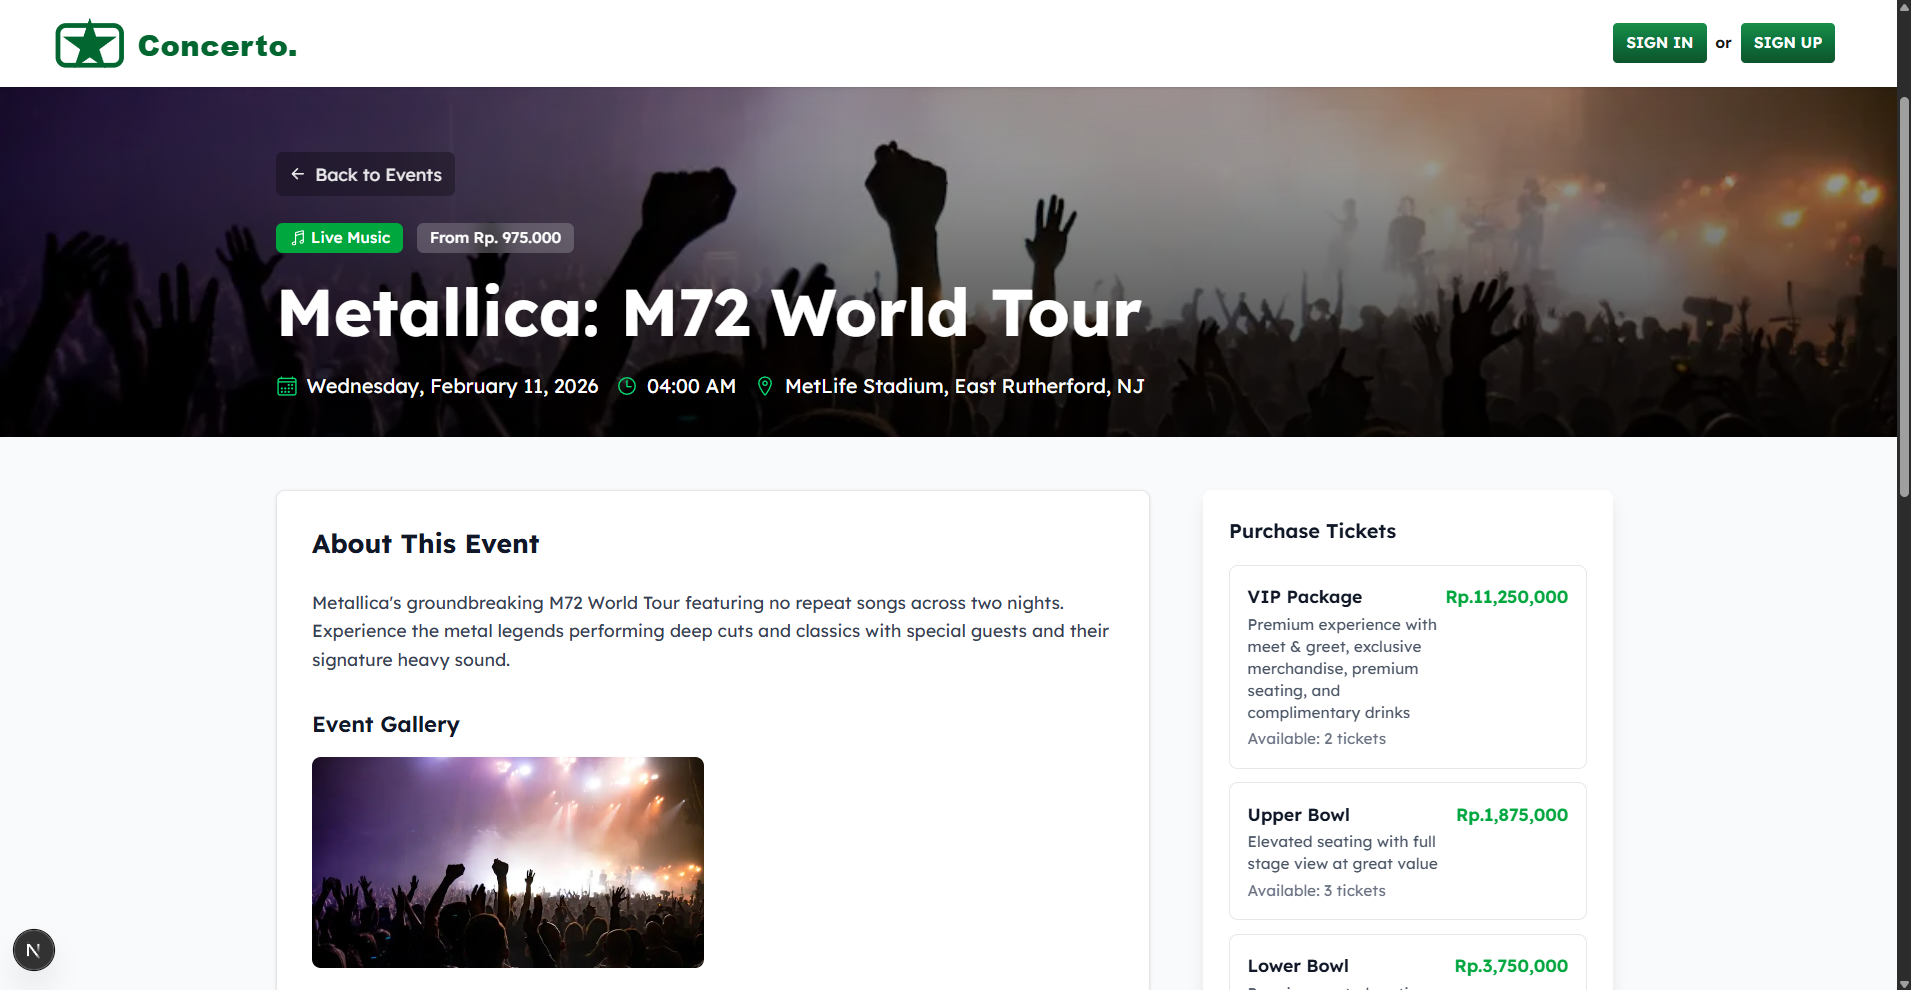 Concerto.
SIGN IN or SIGN UP
Back to Events
Live Music
From Rp. 975.000
Metallica: M72 World Tour
Wednesday, February 11, 2026
04:00 AM
MetLife Stadium, East Rutherford, NJ
About This Event
Metallica's groundbreaking M72 World Tour featuring no repeat songs across two nights.
Experience the metal legends performing deep cuts and classics with special guests and their
signature heavy sound.
Event Gallery
Purchase Tickets
VIP Package
Rp.11,250,000
Premium experience with
meet & greet, exclusive
merchandise, premium
seating, and
complimentary drinks
Available: 2 tickets
Upper Bowl
Rp.1,875,000
Elevated seating with full
stage view at great value
Available: 3 tickets
Lower Bowl
Rp.3,750,000
N